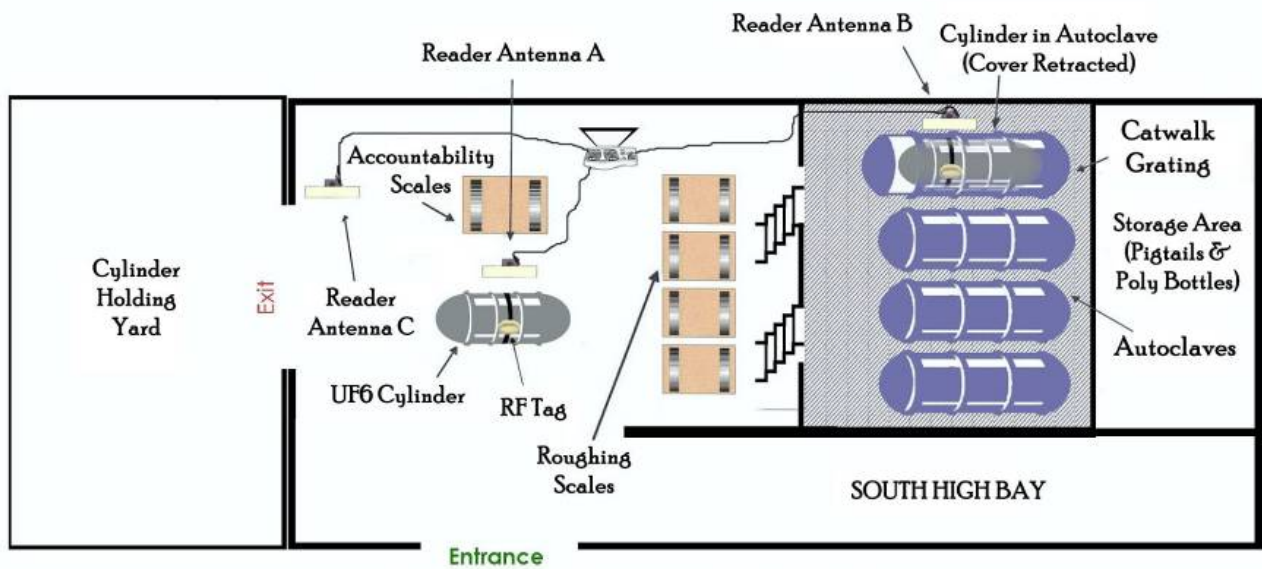 Reader Antenna B
Cylinder in Autoclave
(Cover Retracted)
Reader Antenna A
Accountability
Scales
Catwalk
Grating
Storage Area
(Pigtails &
Poly Bottles)
Cylinder
Holding
Yard
Exit
Reader
Antenna C
Autoclaves
UF6 Cylinder
RF Tag
Roughing
Scales
SOUTH HIGH BAY
Entrance